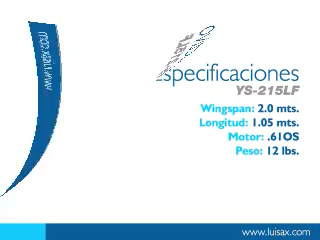 www.luisax.com
especificaciones
YS-215LF
Wingspan: 2.0 mts.
Longitud: 1.05 mts.
Motor: .61OS
Peso: 12 lbs.
www.luisax.com